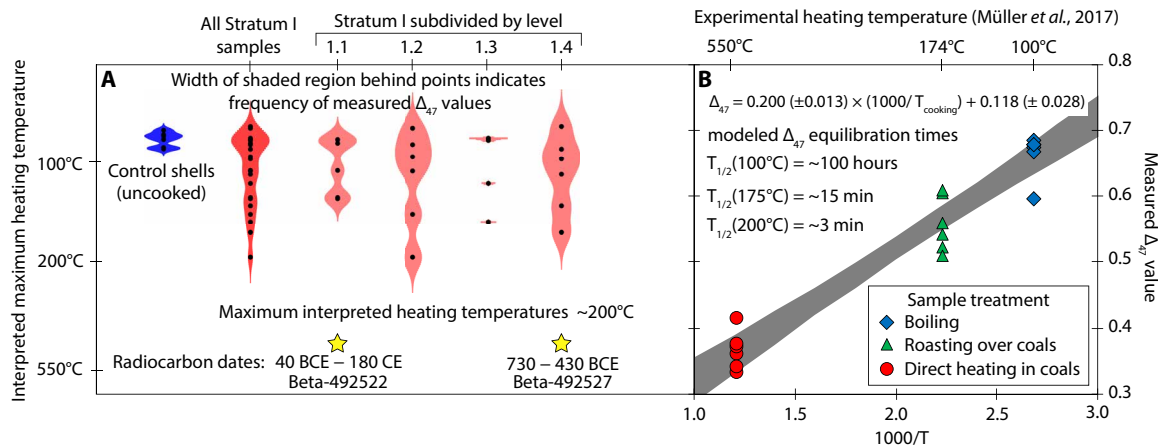 All Stratum I
samples
Stratum I subdivided by level
1.1
1.2
1.3
1.4
A
Width of shaded region behind points indicates
frequency of measured Δ47 values
Control shells
(uncooked)
Interpreted maximum heating temperature
100°C
200°C
550°C
Maximum interpreted heating temperatures ~200°C
Radiocarbon dates:
40 BCE – 180 CE
Beta-492522
730 – 430 BCE
Beta-492527
Experimental heating temperature (Müller et al., 2017)
550°C
174°C
100°C
B
Δ47 = 0.200 (±0.013) × (1000/ Tcooking) + 0.118 (± 0.028)
modeled Δ47 equilibration times
T1/2(100°C) = ~100 hours
T1/2(175°C) = ~15 min
T1/2(200°C) = ~3 min
Sample treatment
Boiling
Roasting over coals
Direct heating in coals
0.8
0.7
0.6
0.5
0.4
0.3
Measured Δ47 value
1.0
1.5
2.0
2.5
3.0
1000/T